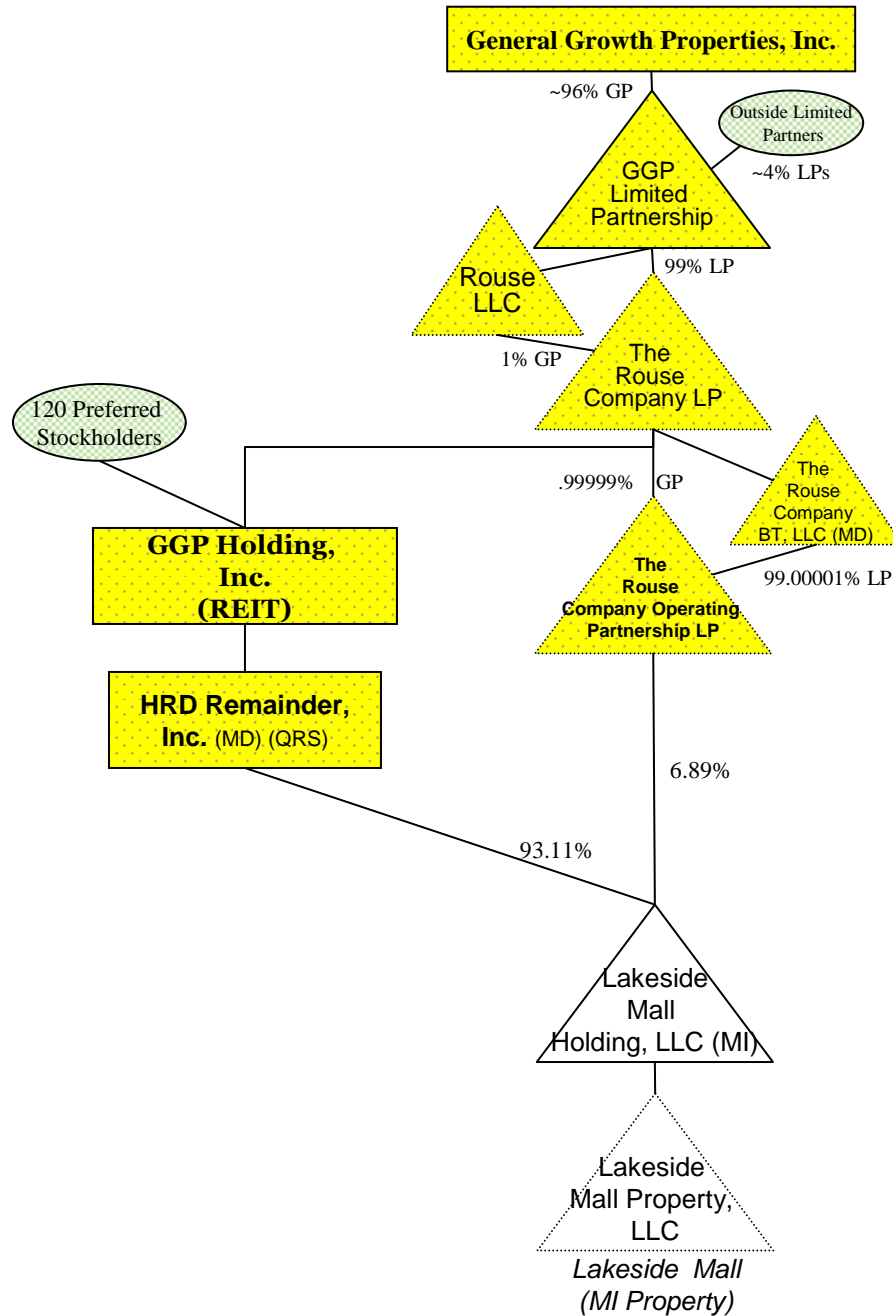 General Growth Properties, Inc.
~96% GP
Outside Limited
Partners
~4% LPs
GGP
Limited
Partnership
99% LP
Rouse
LLC
1% GP
The
Rouse
Company LP
120 Preferred
Stockholders
.99999% GP
The
Rouse
Company
BT, LLC (MD)
99.00001% LP
GGP Holding,
Inc.
(REIT)
The
Rouse
Company Operating
Partnership LP
HRD Remainder,
Inc. (MD) (QRS)
6.89%
93.11%
Lakeside
Mall
Holding, LLC (MI)
Lakeside
Mall Property,
LLC
Lakeside Mall
(MI Property)